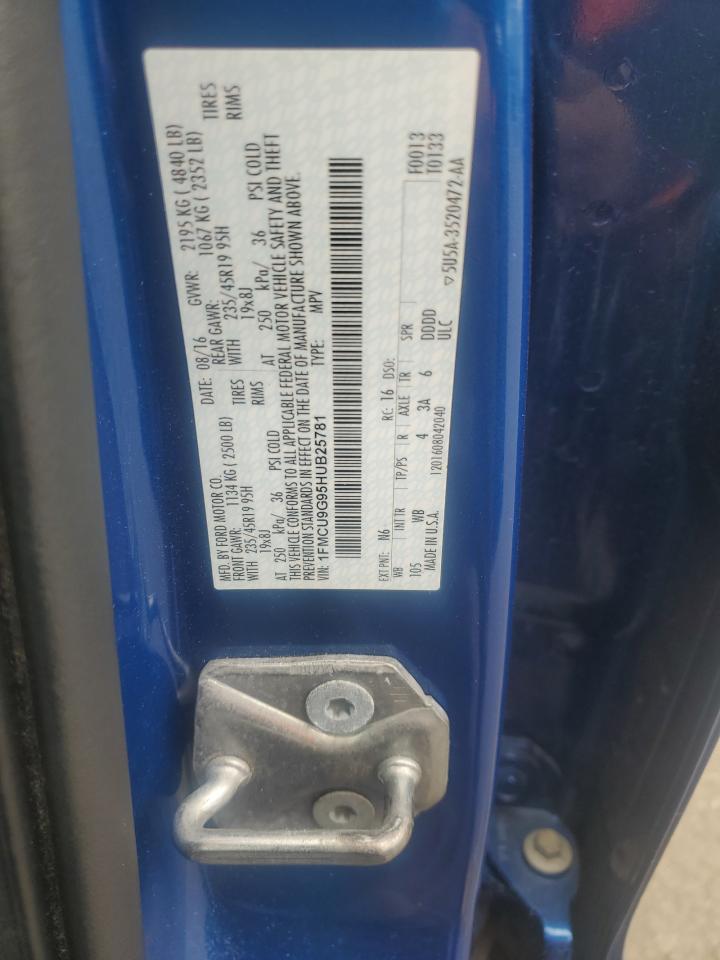 MFD. BY FORD MOTOR CO.
DATE: 08/16 GVWR: 2195 KG ( 4840 LB)
FRONT GAWR: 1134 KG ( 2500 LB) REAR GAWR: 1067 KG ( 2352 LB)
WITH 235/45R19 95H TIRES WITH 235/45R19 95H TIRES
19x8J RIMS 19x8J RIMS
AT 250 kPa/ 36 PSI COLD AT 250 kPa/ 36 PSI COLD
THIS VEHICLE CONFORMS TO ALL APPLICABLE FEDERAL MOTOR VEHICLE SAFETY AND THEFT
PREVENTION STANDARDS IN EFFECT ON THE DATE OF MANUFACTURE SHOWN ABOVE.
VIN: 1FMCU9G95HUB25781 TYPE: MPV
F0013
T0133
EXT PNT: N6 RC: 16 DSO:
WB INT TR TP/PS R AXLE TR SPR
105 WB 4 3A 6 DDDD
ULC
MADE IN U.S.A. 1201608042040
▽5U5A-3520472-AA